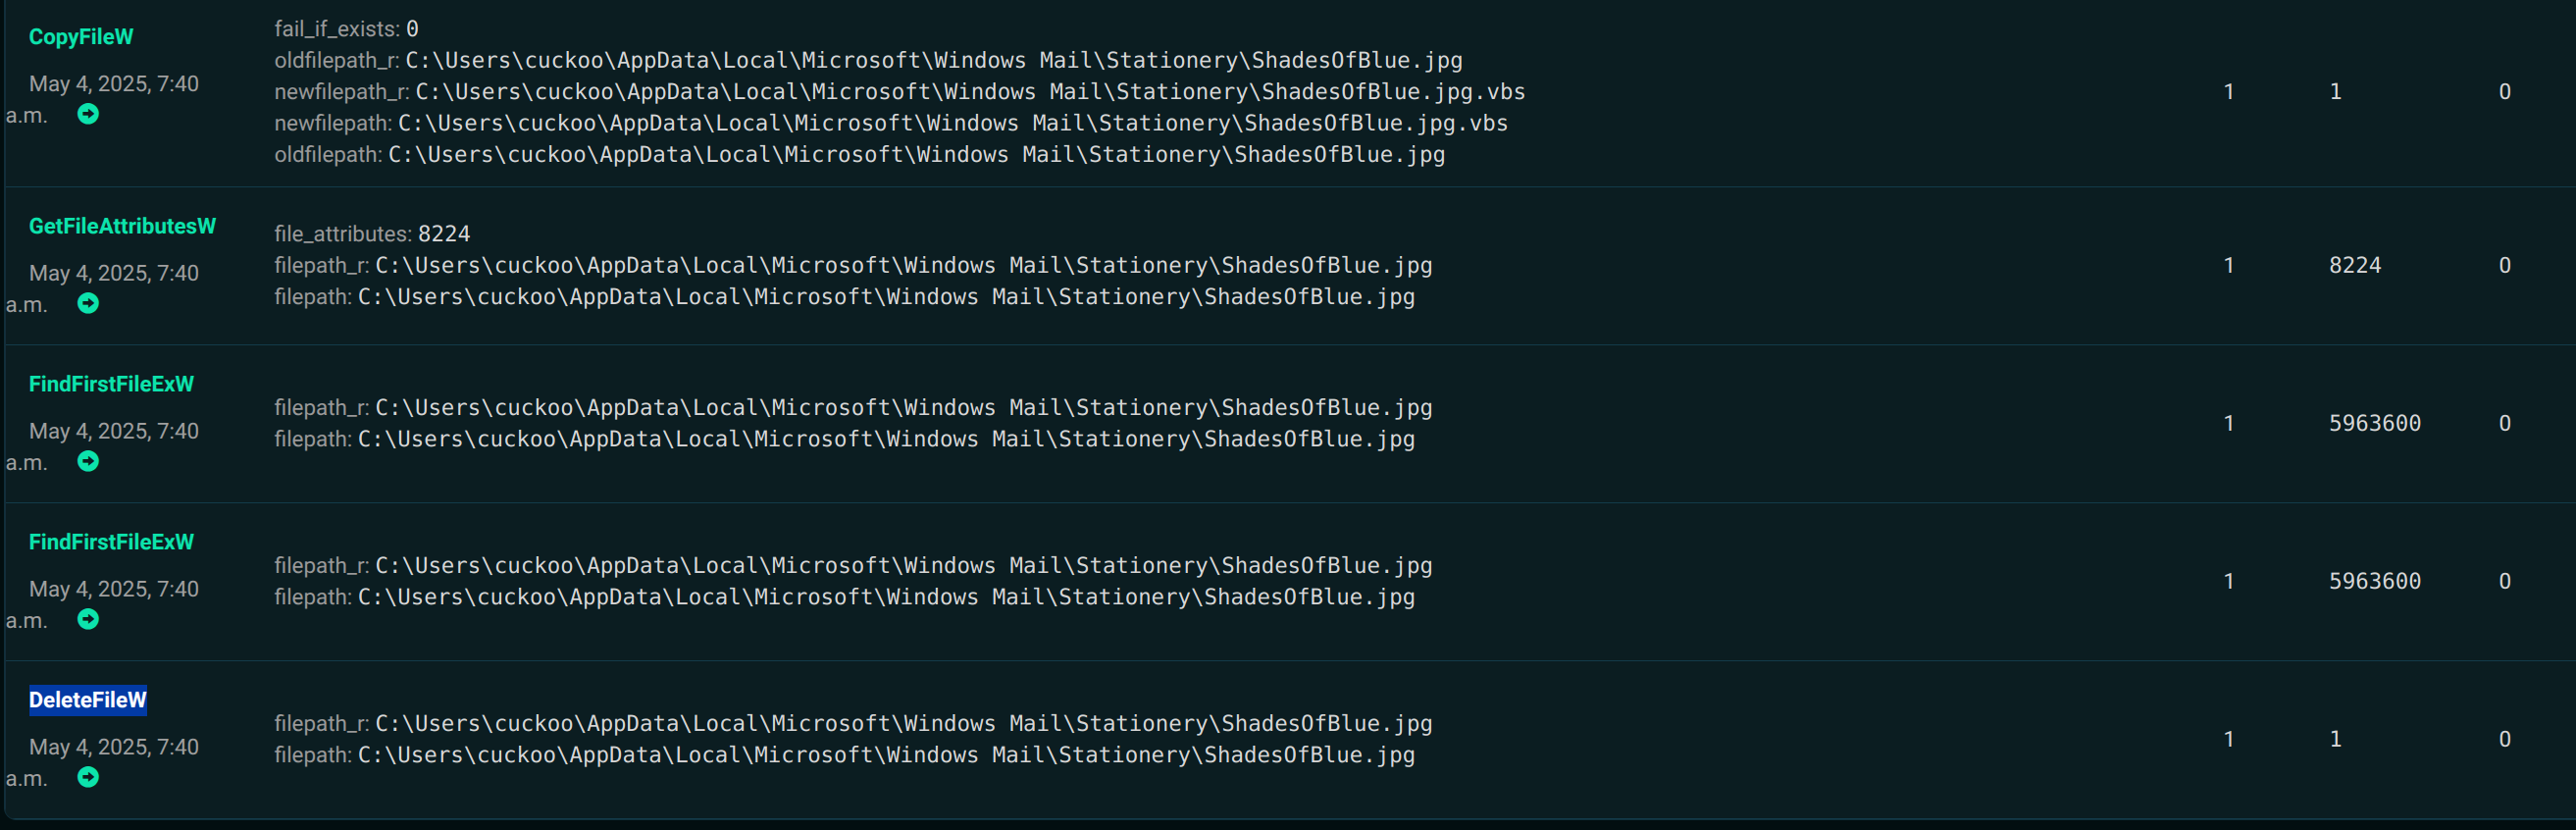 CopyFileW
May 4, 2025, 7:40
a.m.
fail_if_exists: 0
oldfilepath_r: C:\Users\cuckoo\AppData\Local\Microsoft\Windows Mail\Stationery\ShadesOfBlue.jpg
newfilepath_r: C:\Users\cuckoo\AppData\Local\Microsoft\Windows Mail\Stationery\ShadesOfBlue.jpg.vbs
newfilepath: C:\Users\cuckoo\AppData\Local\Microsoft\Windows Mail\Stationery\ShadesOfBlue.jpg.vbs
oldfilepath: C:\Users\cuckoo\AppData\Local\Microsoft\Windows Mail\Stationery\ShadesOfBlue.jpg
1 1 0
GetFileAttributesW
May 4, 2025, 7:40
a.m.
file_attributes: 8224
filepath_r: C:\Users\cuckoo\AppData\Local\Microsoft\Windows Mail\Stationery\ShadesOfBlue.jpg
filepath: C:\Users\cuckoo\AppData\Local\Microsoft\Windows Mail\Stationery\ShadesOfBlue.jpg
1 8224 0
FindFirstFileExW
May 4, 2025, 7:40
a.m.
filepath_r: C:\Users\cuckoo\AppData\Local\Microsoft\Windows Mail\Stationery\ShadesOfBlue.jpg
filepath: C:\Users\cuckoo\AppData\Local\Microsoft\Windows Mail\Stationery\ShadesOfBlue.jpg
1 5963600 0
FindFirstFileExW
May 4, 2025, 7:40
a.m.
filepath_r: C:\Users\cuckoo\AppData\Local\Microsoft\Windows Mail\Stationery\ShadesOfBlue.jpg
filepath: C:\Users\cuckoo\AppData\Local\Microsoft\Windows Mail\Stationery\ShadesOfBlue.jpg
1 5963600 0
DeleteFileW
May 4, 2025, 7:40
a.m.
filepath_r: C:\Users\cuckoo\AppData\Local\Microsoft\Windows Mail\Stationery\ShadesOfBlue.jpg
filepath: C:\Users\cuckoo\AppData\Local\Microsoft\Windows Mail\Stationery\ShadesOfBlue.jpg
1 1 0